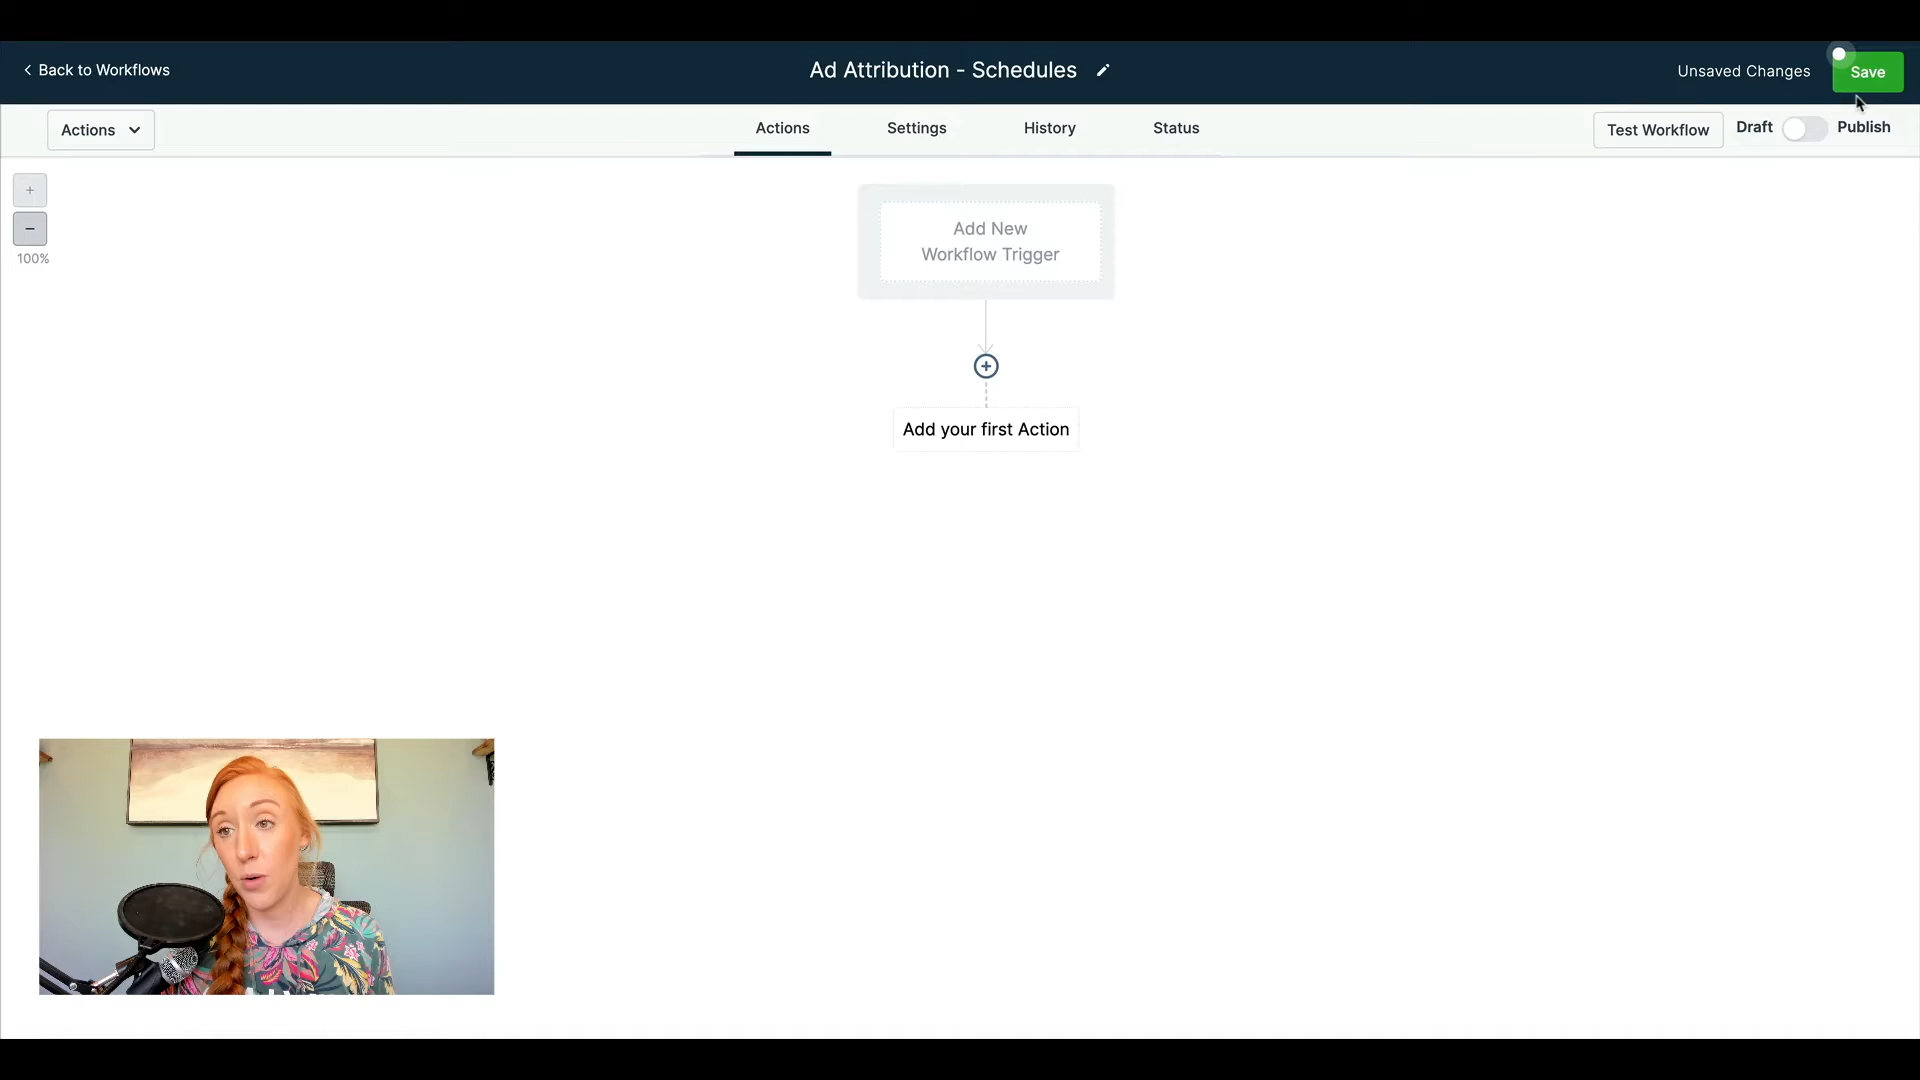 Back to Workflows
Ad Attribution - Schedules
Unsaved Changes
Save
Actions
Actions
Settings
History
Status
Test Workflow
Draft
Publish
+
−
100%
Add New
Workflow Trigger
Add your first Action